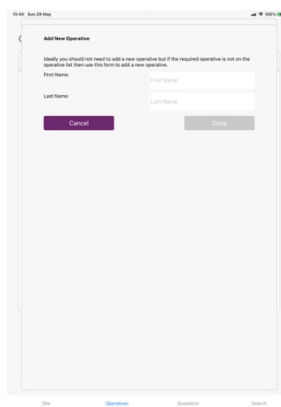 15:40 Sun 29 May
100%
Add New Operative
Ideally you should not need to add a new operative but if the required operative is not on the
operative list then use this form to add a new operative.
First Name:
First Name
Last Name:
Last Name
Cancel
Done
Site
Operatives
Questions
Search